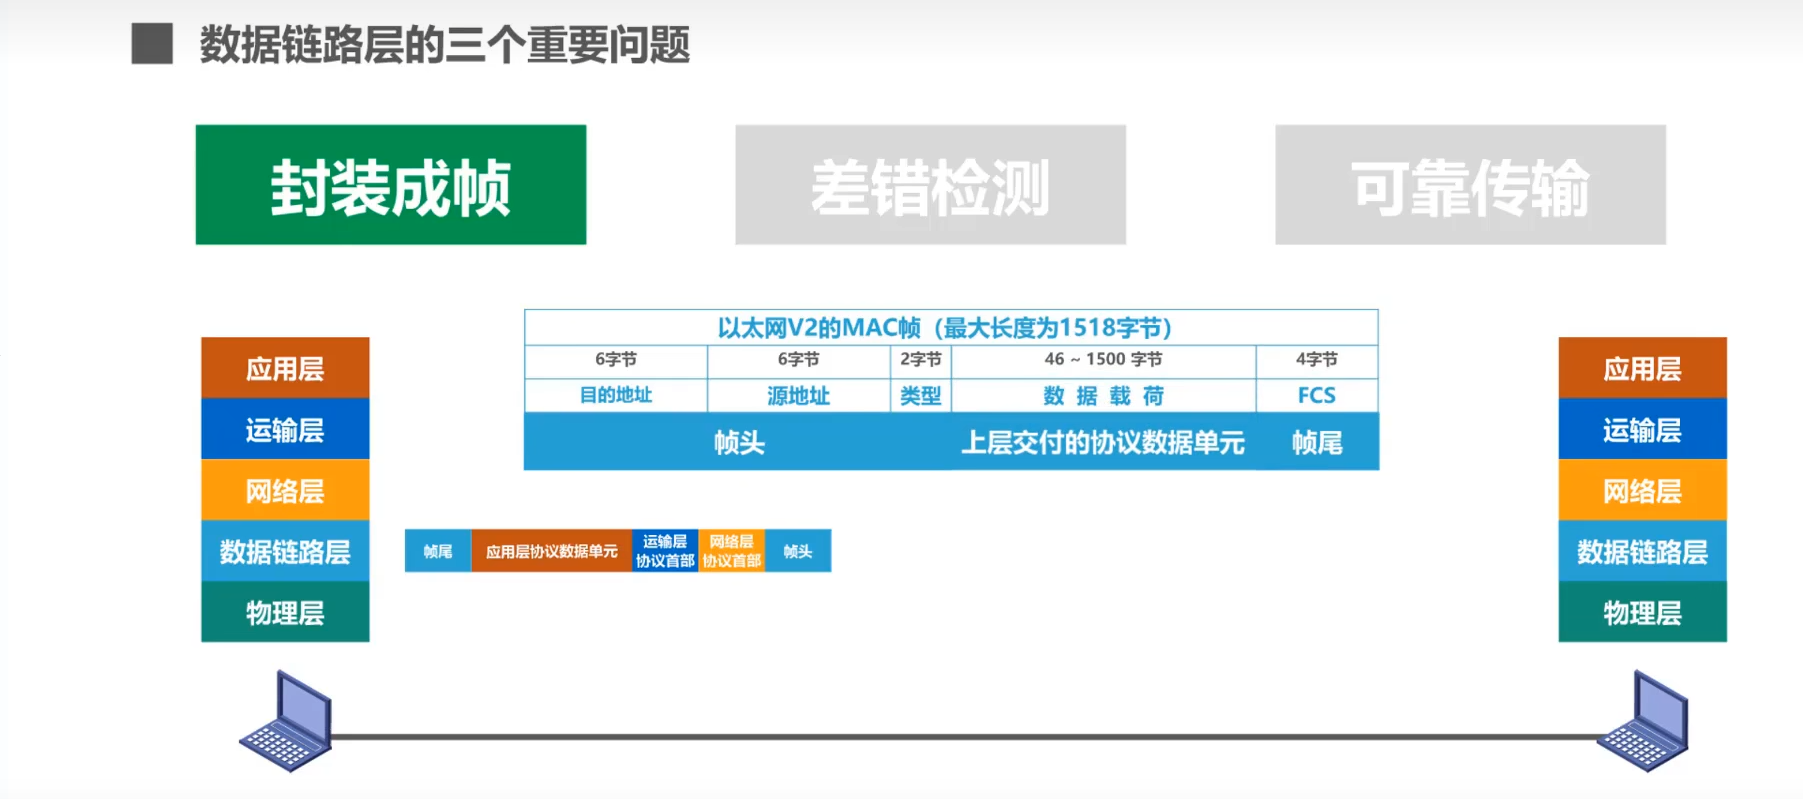 数据链路层的三个重要问题
封装成帧
差错检测
可靠传输
以太网V2的MAC帧（最大长度为1518字节）
6字节 6字节 2字节 46 ~ 1500 字节 4字节
目的地址 源地址 类型 数 据 载 荷 FCS
帧头 上层交付的协议数据单元 帧尾
应用层
运输层
网络层
数据链路层
物理层
帧尾
应用层协议数据单元
运输层
协议首部
网络层
协议首部
帧头
应用层
运输层
网络层
数据链路层
物理层